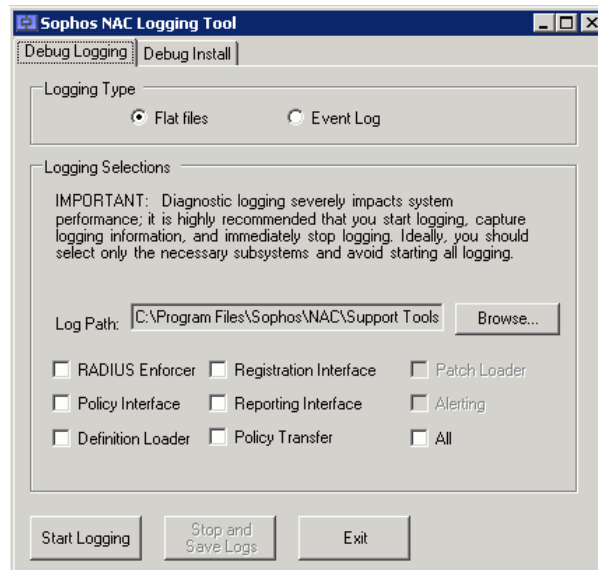 Sophos NAC Logging Tool
Debug Logging Debug Install
Logging Type
Flat files Event Log
Logging Selections
IMPORTANT: Diagnostic logging severely impacts system
performance; it is highly recommended that you start logging, capture
logging information, and immediately stop logging. Ideally, you should
select only the necessary subsystems and avoid starting all logging.
Log Path: C:\Program Files\Sophos\NAC\Support Tools Browse...
RADIUS Enforcer Registration Interface Patch Loader
Policy Interface Reporting Interface Alerting
Definition Loader Policy Transfer All
Start Logging Stop and Save Logs Exit